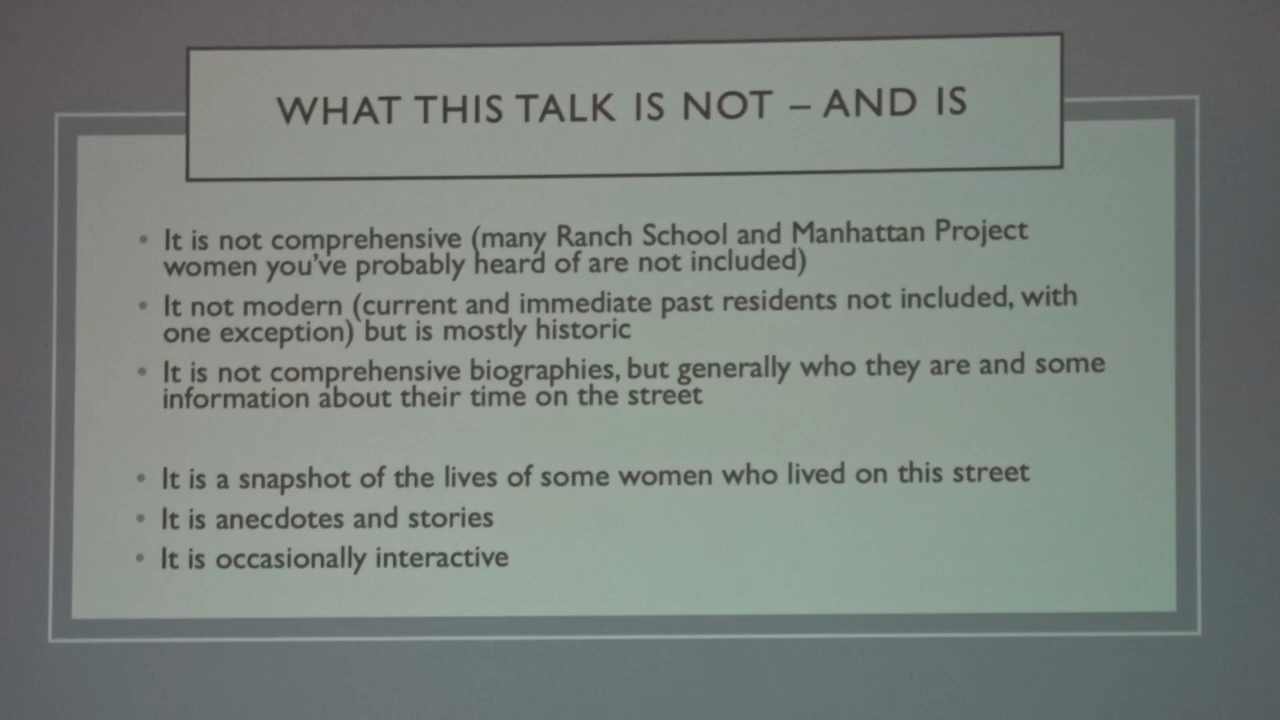 WHAT THIS TALK IS NOT – AND IS
• It is not comprehensive (many Ranch School and Manhattan Project
women you've probably heard of are not included)
• It not modern (current and immediate past residents not included, with
one exception) but is mostly historic
• It is not comprehensive biographies, but generally who they are and some
information about their time on the street
• It is a snapshot of the lives of some women who lived on this street
• It is anecdotes and stories
• It is occasionally interactive